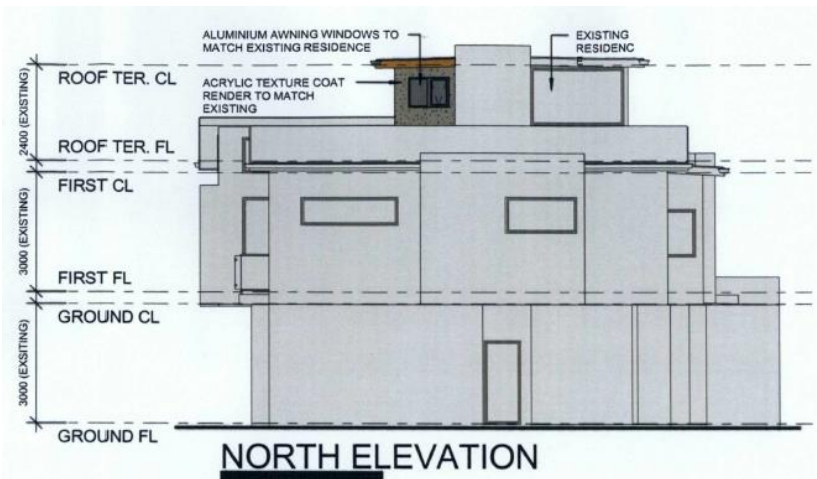 ALUMINIUM AWNING WINDOWS TO
MATCH EXISTING RESIDENCE
EXISTING
RESIDENC
ROOF TER. CL
ACRYLIC TEXTURE COAT
RENDER TO MATCH
EXISTING
2400 (EXISTING)
ROOF TER. FL
FIRST CL
3000 (EXISTING)
FIRST FL
GROUND CL
3000 (EXSITING)
GROUND FL
NORTH ELEVATION